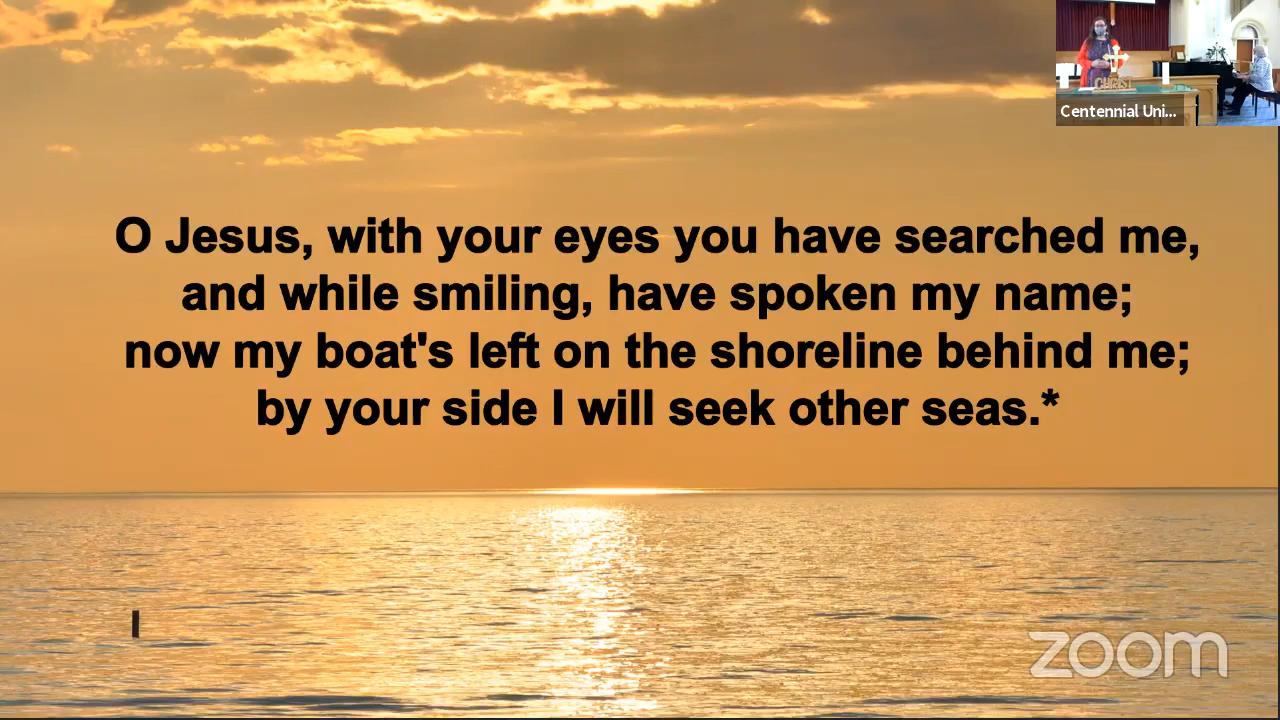 Centennial Uni...
CHRIST
O Jesus, with your eyes you have searched me,
and while smiling, have spoken my name;
now my boat's left on the shoreline behind me;
by your side I will seek other seas.*
zoom